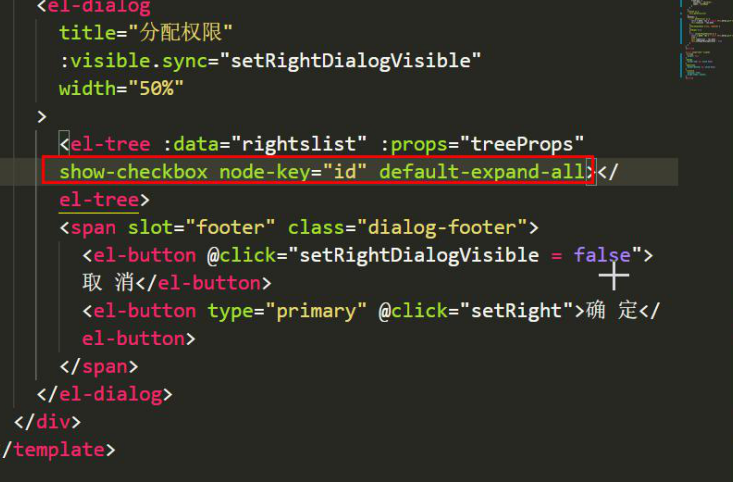 <el-dialog
title="分配权限"
:visible.sync="setRightDialogVisible"
width="50%"
>
<el-tree :data="rightslist" :props="treeProps"
show-checkbox node-key="id" default-expand-all></
el-tree>
<span slot="footer" class="dialog-footer">
<el-button @click="setRightDialogVisible = false">
取 消</el-button>
<el-button type="primary" @click="setRight">确 定</
el-button>
</span>
</el-dialog>
</div>
/template>